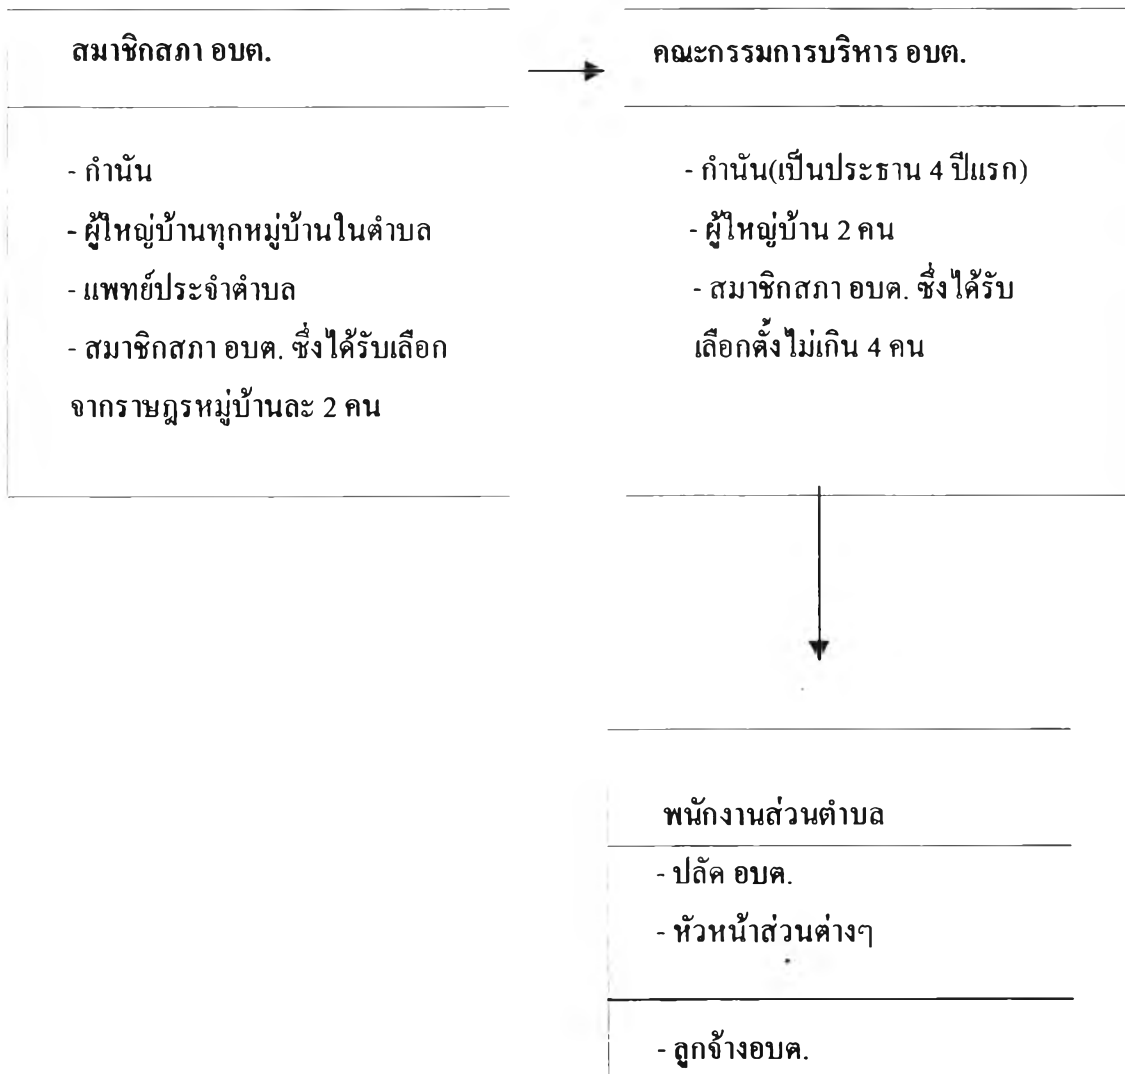 สมาชิกสภา อบต.
- กำนัน
- ผู้ใหญ่บ้านทุกหมู่บ้านในตำบล
- แพทย์ประจำตำบล
- สมาชิกสภา อบต. ซึ่งได้รับเลือก
จากราษฎรหมู่บ้านละ 2 คน
คณะกรรมการบริหาร อบต.
- กำนัน(เป็นประธาน 4 ปีแรก)
- ผู้ใหญ่บ้าน 2 คน
- สมาชิกสภา อบต. ซึ่งได้รับ
เลือกตั้งไม่เกิน 4 คน
พนักงานส่วนตำบล
- ปลัด อบต.
- หัวหน้าส่วนต่างๆ
- ลูกจ้างอบต.